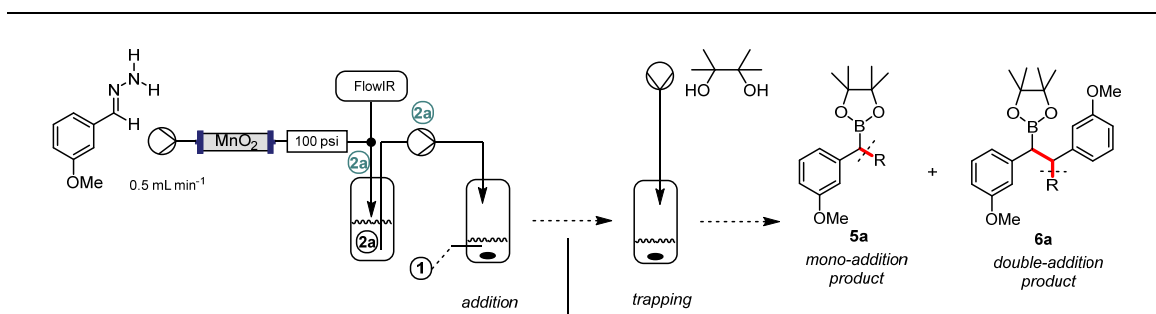 H
N
N
H
H
OMe
0.5 mL min⁻¹
MnO₂
100 psi
FlowIR
2a
2a
2a
1
addition
HO
OH
trapping
O
O
B
R
OMe
5a
mono-addition
product
+
O
O
B
OMe
R
OMe
6a
double-addition
product